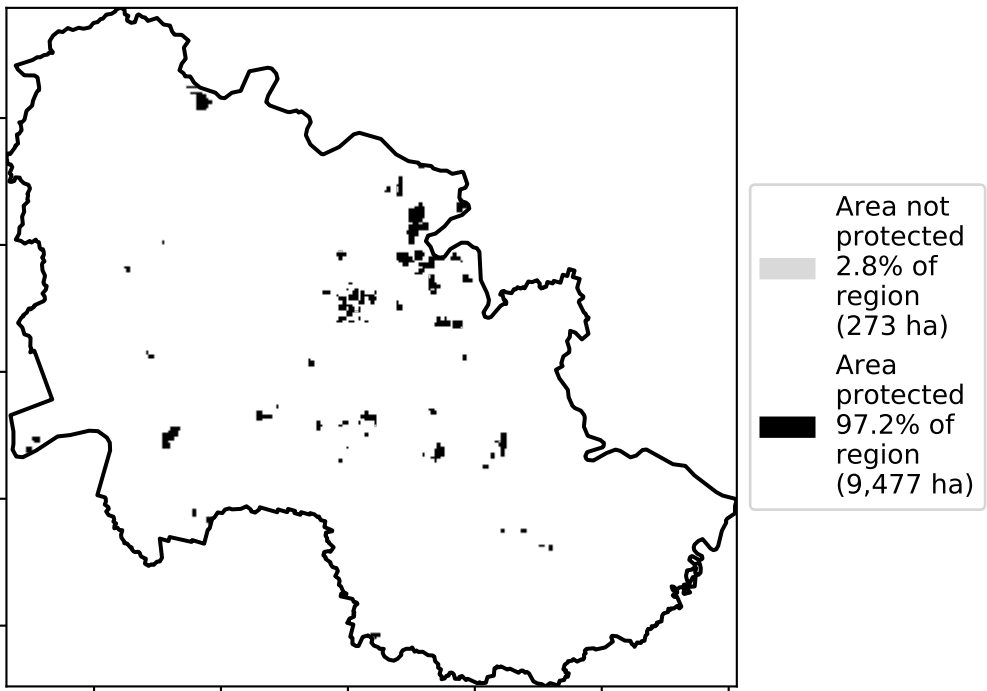 Area not
protected
2.8% of
region
(273 ha)
Area
protected
97.2% of
region
(9,477 ha)